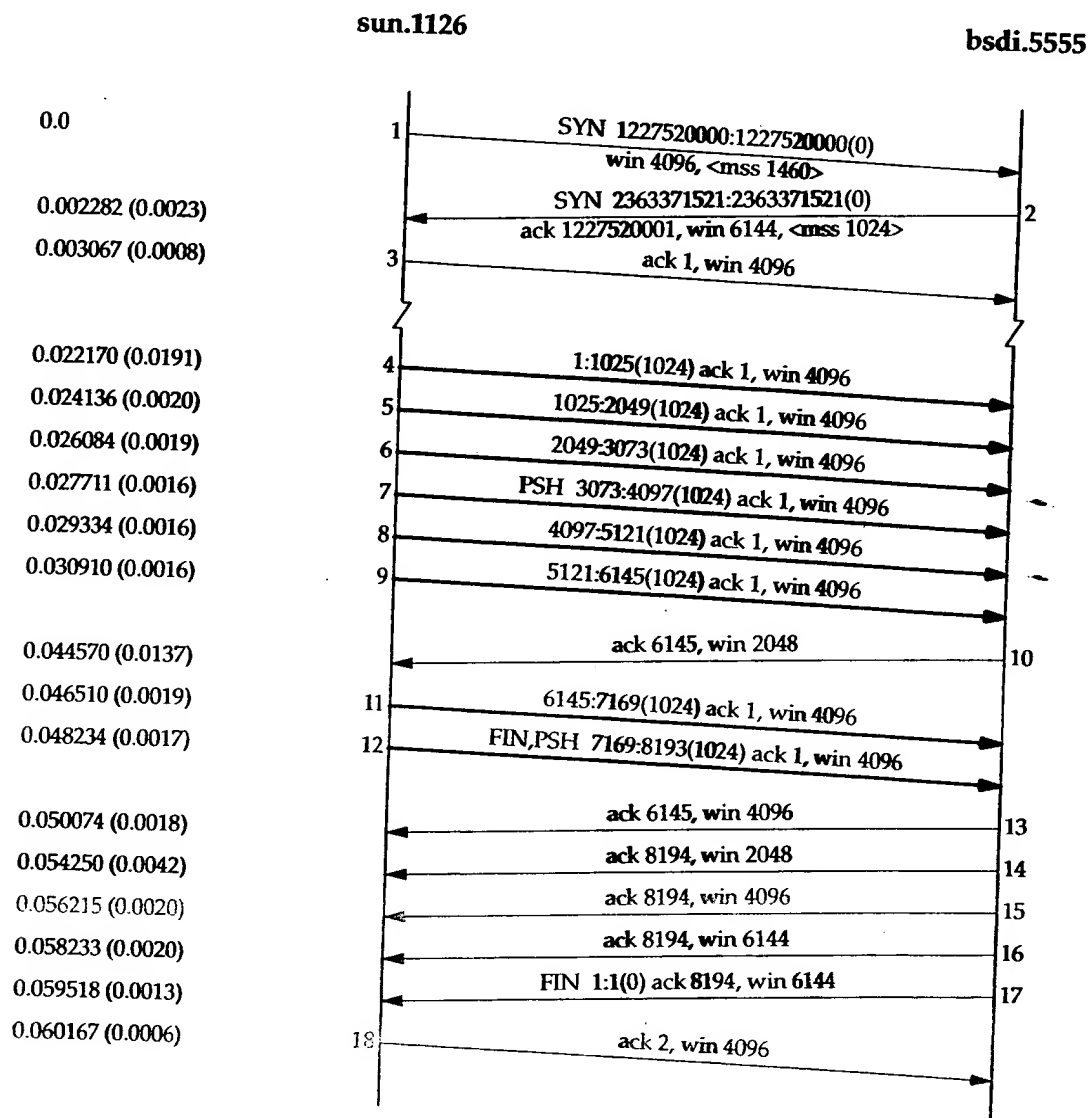 sun.1126
bsdi.5555
0.0
1
SYN 1227520000:1227520000(0)
win 4096, <mss 1460>
0.002282 (0.0023)
SYN 2363371521:2363371521(0)
2
ack 1227520001, win 6144, <mss 1024>
0.003067 (0.0008)
3
ack 1, win 4096
0.022170 (0.0191)
4
1:1025(1024) ack 1, win 4096
0.024136 (0.0020)
5
1025:2049(1024) ack 1, win 4096
0.026084 (0.0019)
6
2049:3073(1024) ack 1, win 4096
0.027711 (0.0016)
7
PSH 3073:4097(1024) ack 1, win 4096
0.029334 (0.0016)
8
4097:5121(1024) ack 1, win 4096
0.030910 (0.0016)
9
5121:6145(1024) ack 1, win 4096
0.044570 (0.0137)
ack 6145, win 2048
10
0.046510 (0.0019)
11
6145:7169(1024) ack 1, win 4096
0.048234 (0.0017)
12
FIN,PSH 7169:8193(1024) ack 1, win 4096
0.050074 (0.0018)
ack 6145, win 4096
13
0.054250 (0.0042)
ack 8194, win 2048
14
0.056215 (0.0020)
ack 8194, win 4096
15
0.058233 (0.0020)
ack 8194, win 6144
16
0.059518 (0.0013)
FIN 1:1(0) ack 8194, win 6144
17
0.060167 (0.0006)
18
ack 2, win 4096